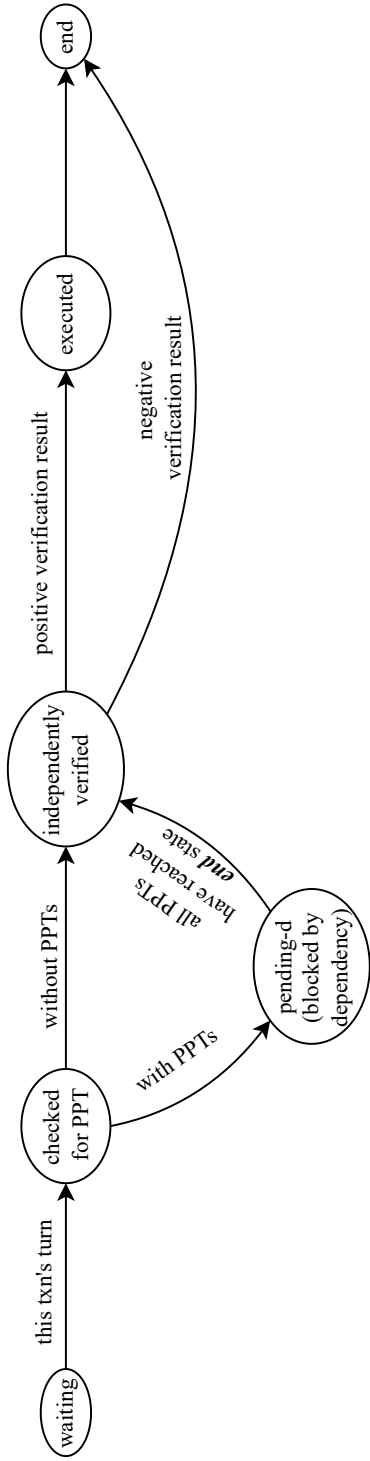 waiting
this txn's turn
checked
for PPT
without PPTs
with PPTs
pending-d
(blocked by
dependency)
all PPTs
have reached
end state
independently
verified
positive verification result
negative
verification result
executed
end